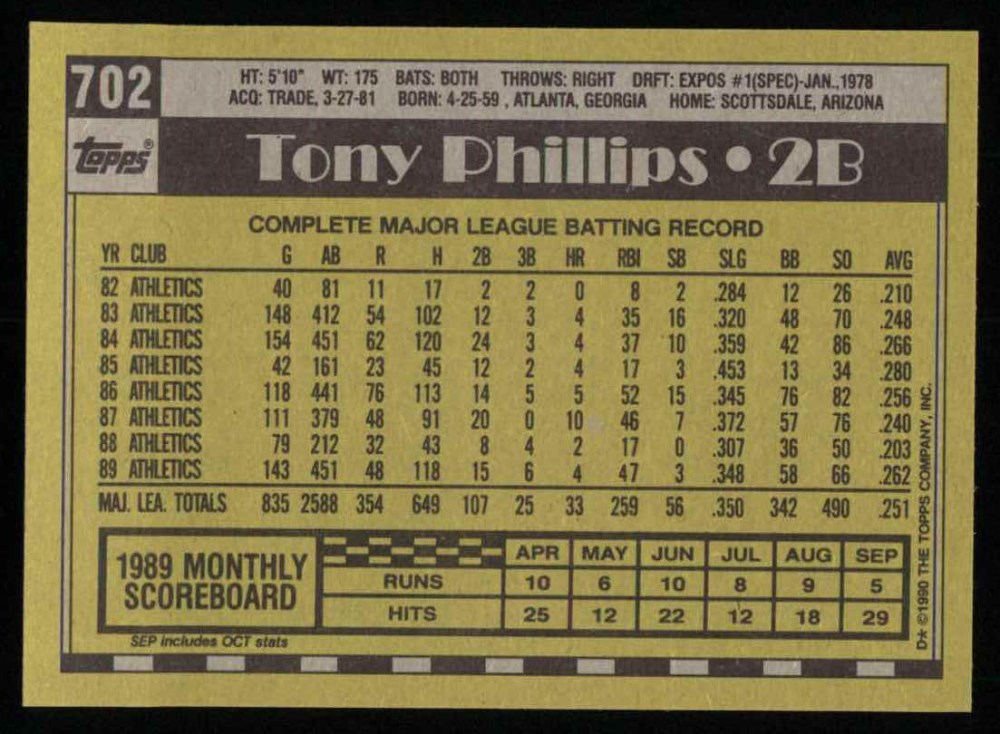 702
HT: 5'10" WT: 175 BATS: BOTH THROWS: RIGHT DRFT: EXPOS #1(SPEC)-JAN.,1978
ACQ: TRADE, 3-27-81 BORN: 4-25-59 , ATLANTA, GEORGIA HOME: SCOTTSDALE, ARIZONA
topps®
Tony Phillips • 2B
COMPLETE MAJOR LEAGUE BATTING RECORD
YR CLUB G AB R H 2B 3B HR RBI SB SLG BB SO AVG
82 ATHLETICS 40 81 11 17 2 2 0 8 2 .284 12 26 .210
83 ATHLETICS 148 412 54 102 12 3 4 35 16 .320 48 70 .248
84 ATHLETICS 154 451 62 120 24 3 4 37 10 .359 42 86 .266
85 ATHLETICS 42 161 23 45 12 2 4 17 3 .453 13 34 .280
86 ATHLETICS 118 441 76 113 14 5 5 52 15 .345 76 82 .256
87 ATHLETICS 111 379 48 91 20 0 10 46 7 .372 57 76 .240
88 ATHLETICS 79 212 32 43 8 4 2 17 0 .307 36 50 .203
89 ATHLETICS 143 451 48 118 15 6 4 47 3 .348 58 66 .262
MAJ. LEA. TOTALS 835 2588 354 649 107 25 33 259 56 .350 342 490 .251
1989 MONTHLY
SCOREBOARD
APR MAY JUN JUL AUG SEP
RUNS 10 6 10 8 9 5
HITS 25 12 22 12 18 29
SEP includes OCT stats
D* ©1990 THE TOPPS COMPANY, INC.